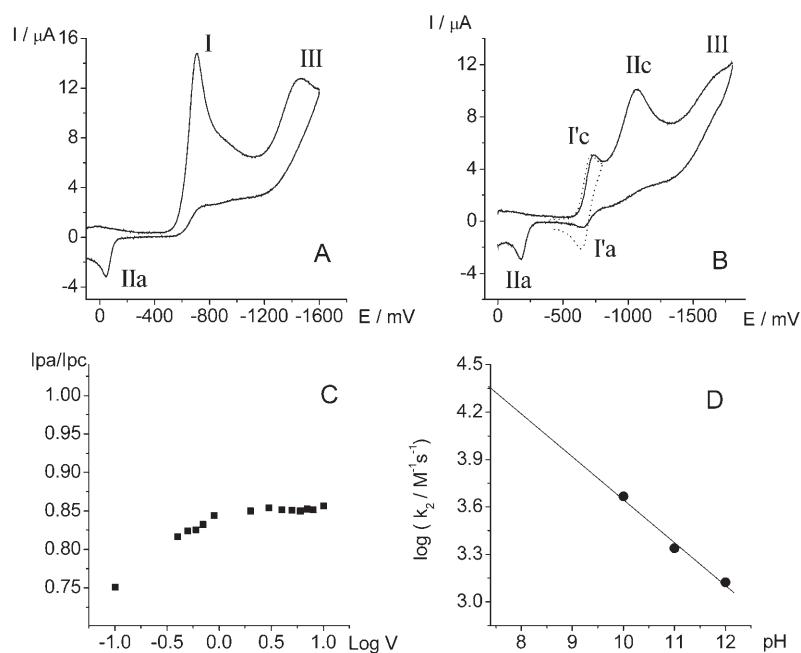 I / μA
16
12
8
4
0
-4
I
III
IIa
A
0 -400 -800 -1200 -1600
E / mV
I / μA
12
8
4
0
-4
I'c
IIc
III
I'a
IIa
B
0 -500 -1000 -1500
E / mV
Ipa/Ipc
1.00
0.95
0.90
0.85
0.80
0.75
C
-1.0 -0.5 0.0 0.5 1.0
Log V
log ( k2 / M-1s-1)
4.5
4.2
3.9
3.6
3.3
3.0
D
8 9 10 11 12
pH